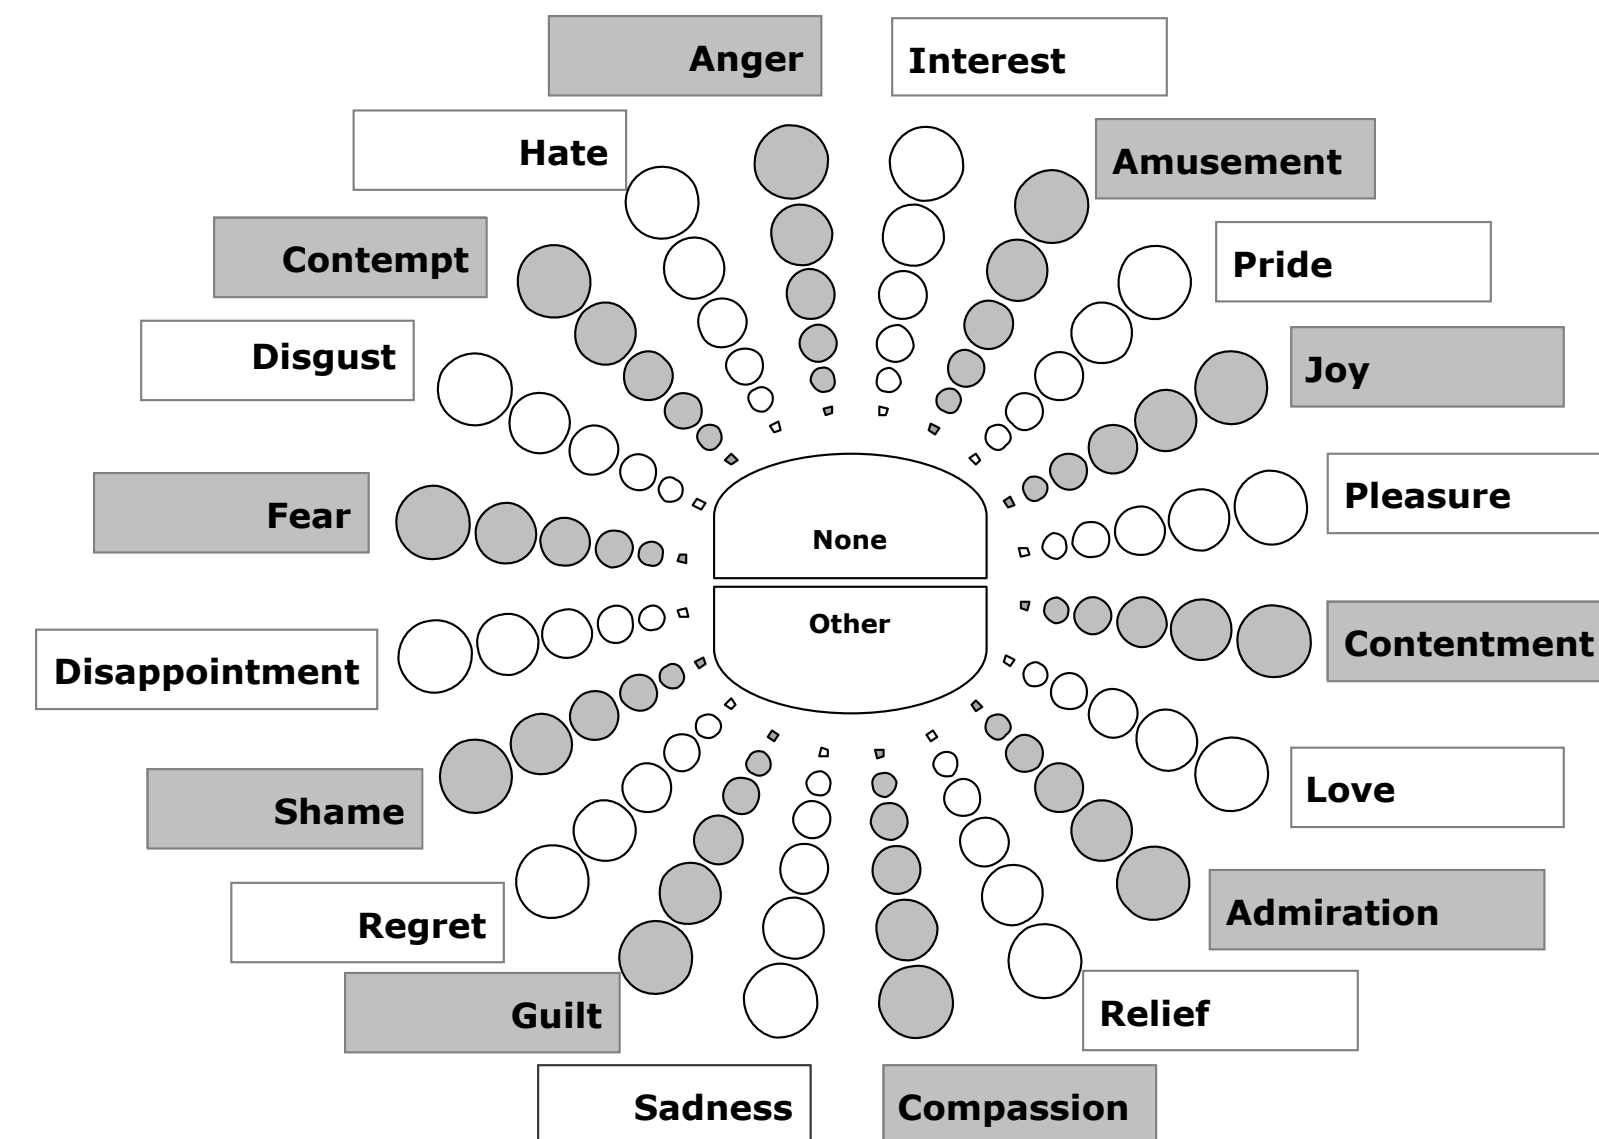 Anger
Interest
Hate
Amusement
Contempt
Pride
Disgust
Joy
Fear
Pleasure
None
Other
Disappointment
Contentment
Shame
Love
Regret
Admiration
Guilt
Relief
Sadness
Compassion